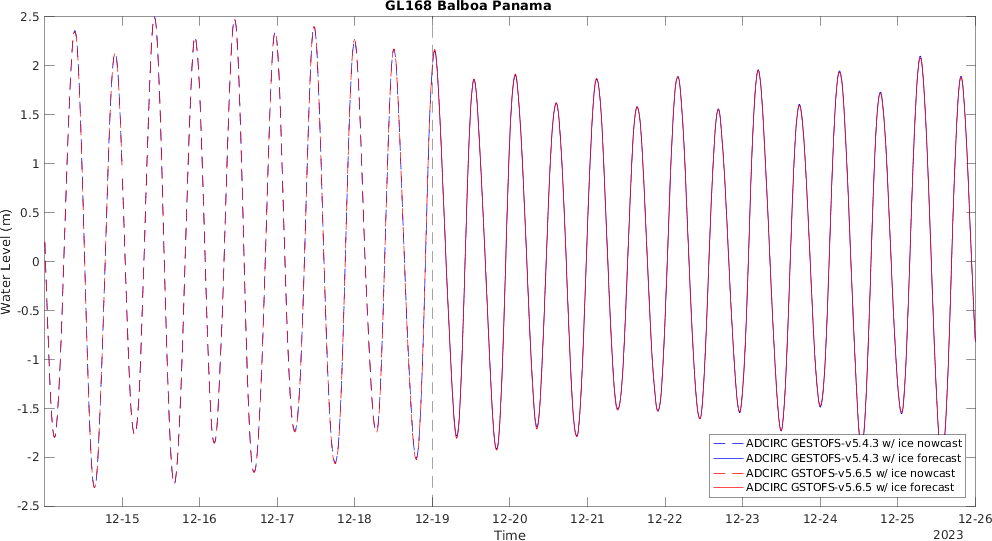 GL168 Balboa Panama
Water Level (m)
2.5
2
1.5
1
0.5
0
-0.5
-1
-1.5
-2
-2.5
ADCIRC GESTOFS-v5.4.3 w/ ice nowcast
ADCIRC GESTOFS-v5.4.3 w/ ice forecast
ADCIRC GSTOFS-v5.6.5 w/ ice nowcast
ADCIRC GSTOFS-v5.6.5 w/ ice forecast
12-15 12-16 12-17 12-18 12-19 12-20 12-21 12-22 12-23 12-24 12-25 12-26
Time
2023